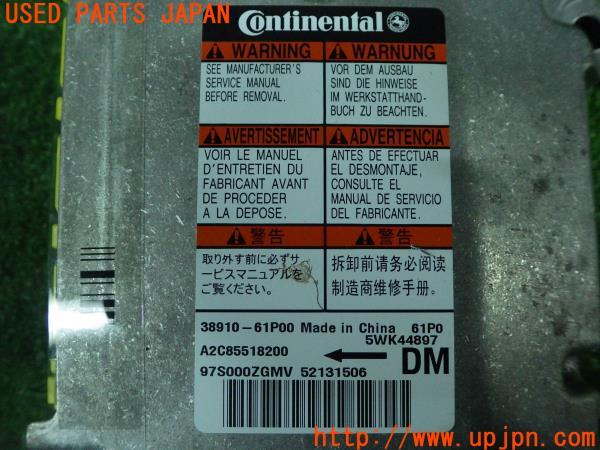 USED PARTS JAPAN
Continental
WARNING
SEE MANUFACTURER'S
SERVICE MANUAL
BEFORE REMOVAL.
WARNUNG
VOR DEM AUSBAU
SIND DIE HINWEISE
IM WERKSTATTHAND-
BUCH ZU BEACHTEN.
AVERTISSEMENT
VOIR LE MANUEL
D'ENTRETIEN DU
FABRICANT AVANT
DE PROCEDER
A LA DEPOSE.
ADVERTENCIA
ANTES DE EFECTUAR
EL DESMONTAJE,
CONSULTE EL
MANUAL DE SERVICIO
DEL FABRICANTE.
警告
取り外す前に必ずサ
ービスマニュアルを
ご覧ください。
警告
拆卸前请务必阅读
制造商维修手册.
38910-61P00 Made in China 61P0
5WK44897
A2C85518200
DM
97S000ZGMV 52131506
http://www.upjpn.com/